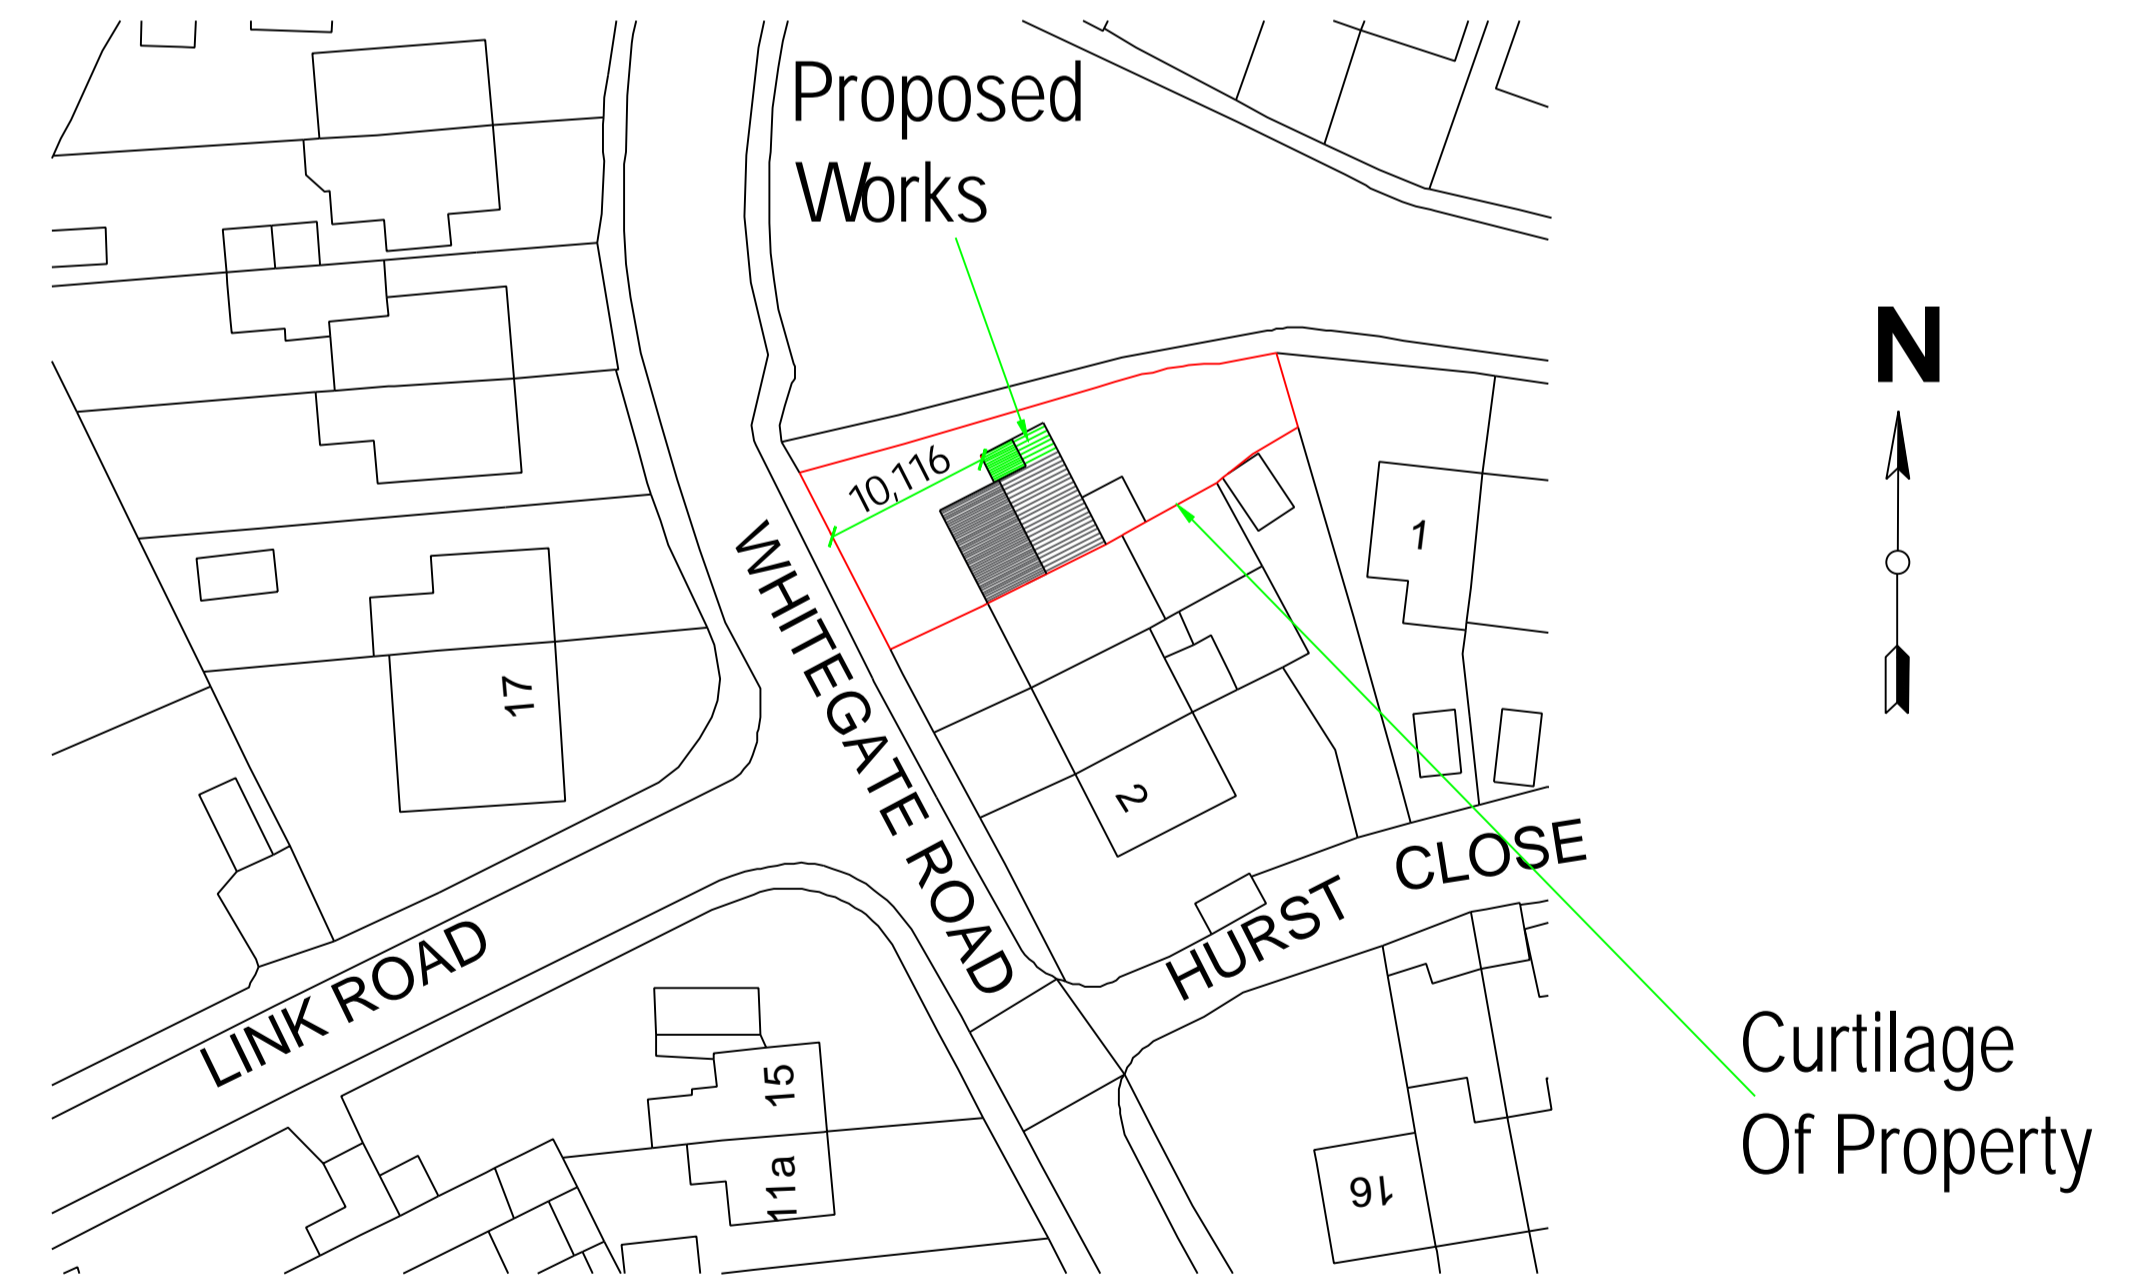 Proposed
Works
N
10,116
1
WHITEGATE ROAD
17
2
HURST CLOSE
LINK ROAD
Curtilage
Of Property
15
11a
16